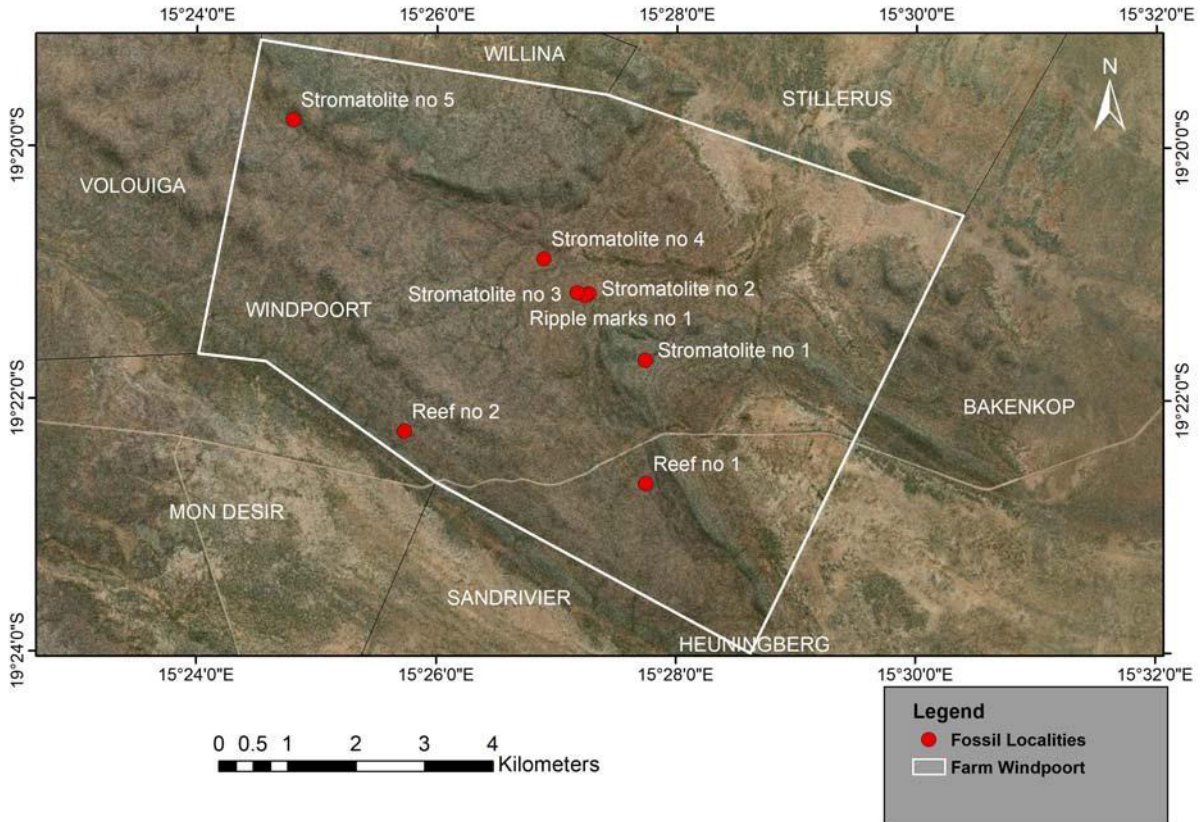 15°24'0"E 15°26'0"E 15°28'0"E 15°30'0"E 15°32'0"E
WILLINA
N
STILLERUS
Stromatolite no 5
19°20'0"S
19°20'0"S
VOLOUIGA
Stromatolite no 4
Stromatolite no 3
Stromatolite no 2
WINDPOORT
Ripple marks no 1
Stromatolite no 1
19°22'0"S
19°22'0"S
Reef no 2
BAKENKOP
Reef no 1
MON DESIR
SANDRIVIER
HEUNINGBERG
19°24'0"S
15°24'0"E 15°26'0"E 15°28'0"E 15°30'0"E 15°32'0"E
Legend
Fossil Localities
Farm Windpoort
0 0.5 1 2 3 4
Kilometers